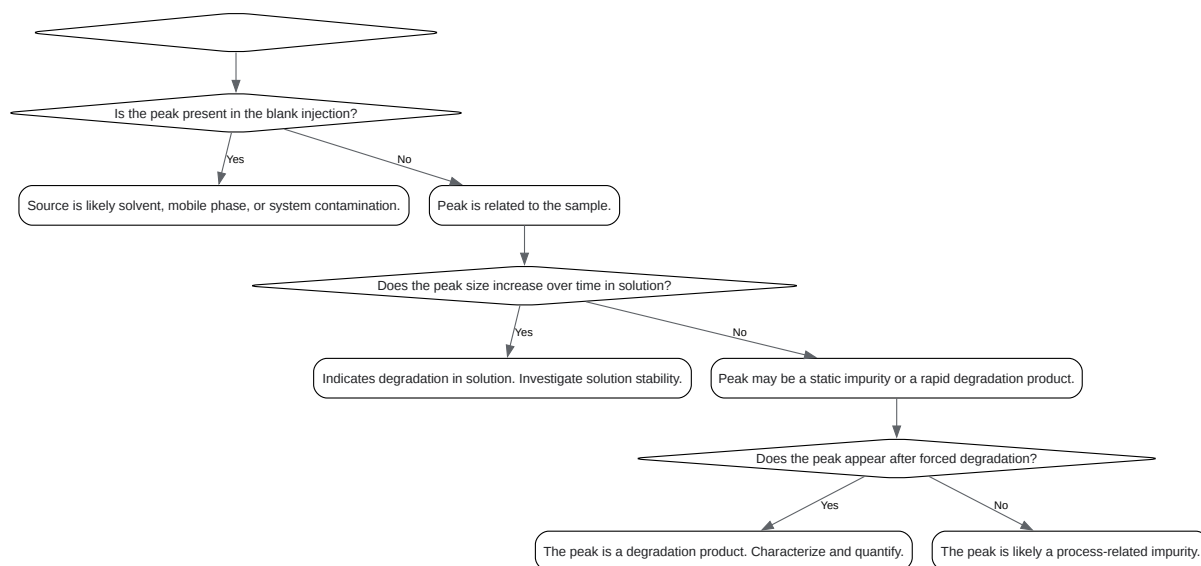 Is the peak present in the blank injection?
Yes
No
Source is likely solvent, mobile phase, or system contamination.
Peak is related to the sample.
Does the peak size increase over time in solution?
Yes
No
Indicates degradation in solution. Investigate solution stability.
Peak may be a static impurity or a rapid degradation product.
Does the peak appear after forced degradation?
Yes
No
The peak is a degradation product. Characterize and quantify.
The peak is likely a process-related impurity.